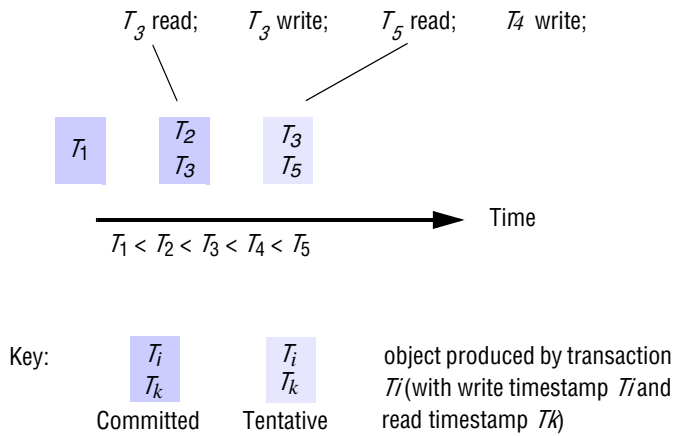 T3 read; T3 write; T5 read; T4 write;
T1
T2
T3
T3
T5
Time
T1 < T2 < T3 < T4 < T5
Key:
Ti
Tk
Ti
Tk
object produced by transaction
Ti(with write timestamp Ti and
read timestamp Tk)
Committed
Tentative